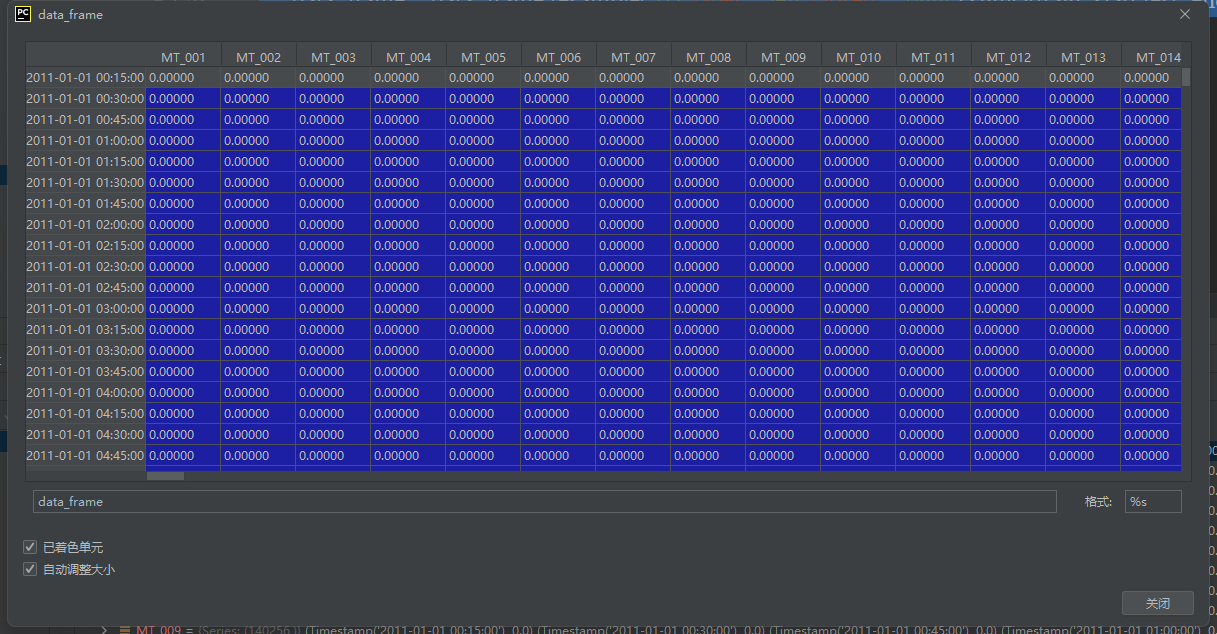 PC data_frame
MT_001 MT_002 MT_003 MT_004 MT_005 MT_006 MT_007 MT_008 MT_009 MT_010 MT_011 MT_012 MT_013 MT_014
2011-01-01 00:15:00 0.00000 0.00000 0.00000 0.00000 0.00000 0.00000 0.00000 0.00000 0.00000 0.00000 0.00000 0.00000 0.00000 0.00000
2011-01-01 00:30:00 0.00000 0.00000 0.00000 0.00000 0.00000 0.00000 0.00000 0.00000 0.00000 0.00000 0.00000 0.00000 0.00000 0.00000
2011-01-01 00:45:00 0.00000 0.00000 0.00000 0.00000 0.00000 0.00000 0.00000 0.00000 0.00000 0.00000 0.00000 0.00000 0.00000 0.00000
2011-01-01 01:00:00 0.00000 0.00000 0.00000 0.00000 0.00000 0.00000 0.00000 0.00000 0.00000 0.00000 0.00000 0.00000 0.00000 0.00000
2011-01-01 01:15:00 0.00000 0.00000 0.00000 0.00000 0.00000 0.00000 0.00000 0.00000 0.00000 0.00000 0.00000 0.00000 0.00000 0.00000
2011-01-01 01:30:00 0.00000 0.00000 0.00000 0.00000 0.00000 0.00000 0.00000 0.00000 0.00000 0.00000 0.00000 0.00000 0.00000 0.00000
2011-01-01 01:45:00 0.00000 0.00000 0.00000 0.00000 0.00000 0.00000 0.00000 0.00000 0.00000 0.00000 0.00000 0.00000 0.00000 0.00000
2011-01-01 02:00:00 0.00000 0.00000 0.00000 0.00000 0.00000 0.00000 0.00000 0.00000 0.00000 0.00000 0.00000 0.00000 0.00000 0.00000
2011-01-01 02:15:00 0.00000 0.00000 0.00000 0.00000 0.00000 0.00000 0.00000 0.00000 0.00000 0.00000 0.00000 0.00000 0.00000 0.00000
2011-01-01 02:30:00 0.00000 0.00000 0.00000 0.00000 0.00000 0.00000 0.00000 0.00000 0.00000 0.00000 0.00000 0.00000 0.00000 0.00000
2011-01-01 02:45:00 0.00000 0.00000 0.00000 0.00000 0.00000 0.00000 0.00000 0.00000 0.00000 0.00000 0.00000 0.00000 0.00000 0.00000
2011-01-01 03:00:00 0.00000 0.00000 0.00000 0.00000 0.00000 0.00000 0.00000 0.00000 0.00000 0.00000 0.00000 0.00000 0.00000 0.00000
2011-01-01 03:15:00 0.00000 0.00000 0.00000 0.00000 0.00000 0.00000 0.00000 0.00000 0.00000 0.00000 0.00000 0.00000 0.00000 0.00000
2011-01-01 03:30:00 0.00000 0.00000 0.00000 0.00000 0.00000 0.00000 0.00000 0.00000 0.00000 0.00000 0.00000 0.00000 0.00000 0.00000
2011-01-01 03:45:00 0.00000 0.00000 0.00000 0.00000 0.00000 0.00000 0.00000 0.00000 0.00000 0.00000 0.00000 0.00000 0.00000 0.00000
2011-01-01 04:00:00 0.00000 0.00000 0.00000 0.00000 0.00000 0.00000 0.00000 0.00000 0.00000 0.00000 0.00000 0.00000 0.00000 0.00000
2011-01-01 04:15:00 0.00000 0.00000 0.00000 0.00000 0.00000 0.00000 0.00000 0.00000 0.00000 0.00000 0.00000 0.00000 0.00000 0.00000
2011-01-01 04:30:00 0.00000 0.00000 0.00000 0.00000 0.00000 0.00000 0.00000 0.00000 0.00000 0.00000 0.00000 0.00000 0.00000 0.00000
2011-01-01 04:45:00 0.00000 0.00000 0.00000 0.00000 0.00000 0.00000 0.00000 0.00000 0.00000 0.00000 0.00000 0.00000 0.00000 0.00000
data_frame 格式: %s
已着色单元
自动调整大小
关闭
MT_009 = {Series: (140256,)} (Timestamp('2011-01-01 00:15:00', 0.0) (Timestamp('2011-01-01 00:30:00', 0.0) (Timestamp('2011-01-01 00:45:00', 0.0) (Timestamp('2011-01-01 01:00:00',